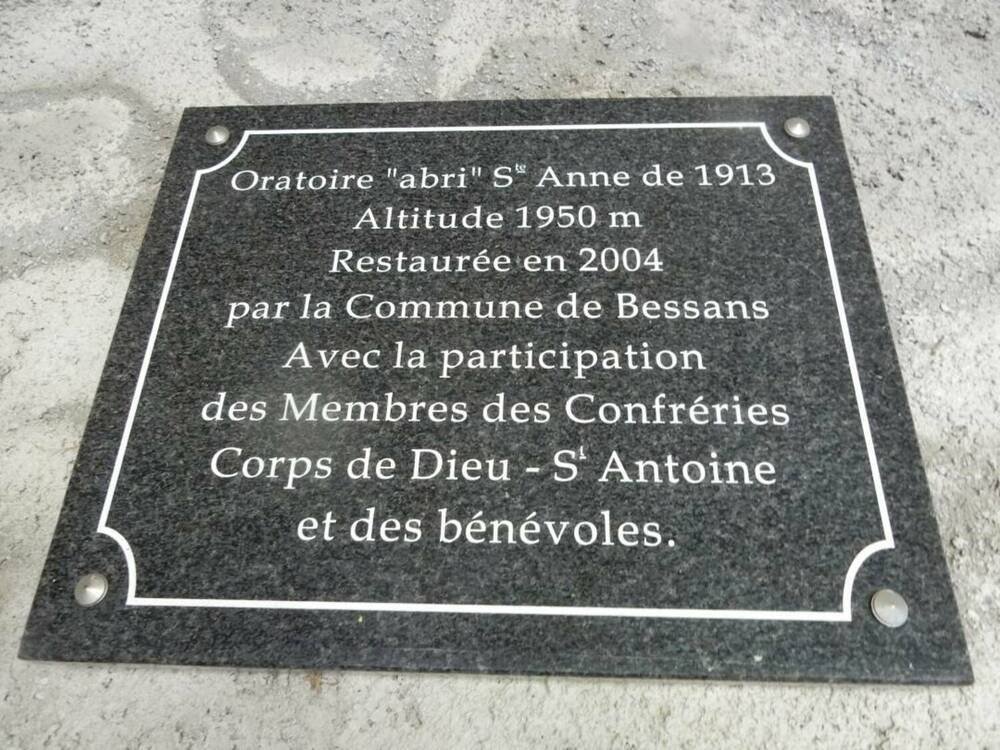 Oratoire "abri" Sᵗᵉ Anne de 1913
Altitude 1950 m
Restaurée en 2004
par la Commune de Bessans
Avec la participation
des Membres des Confréries
Corps de Dieu - Sᵗ Antoine
et des bénévoles.